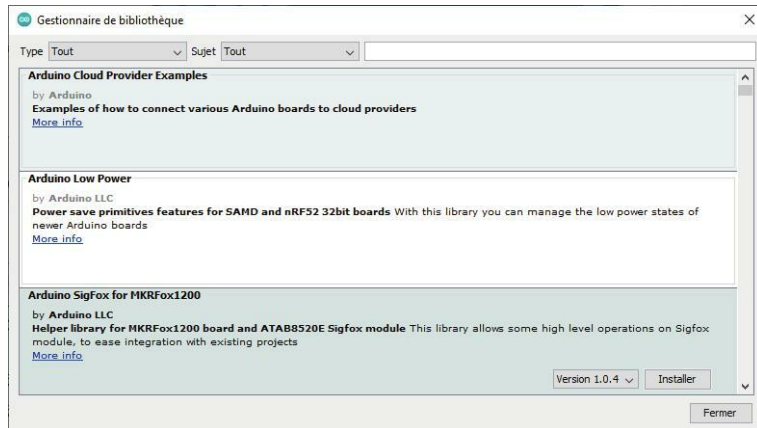 Gestionnaire de bibliothèque
Type Tout Sujet Tout
Arduino Cloud Provider Examples
by Arduino
Examples of how to connect various Arduino boards to cloud providers
More info
Arduino Low Power
by Arduino LLC
Power save primitives features for SAMD and nRF52 32bit boards With this library you can manage the low power states of
newer Arduino boards
More info
Arduino SigFox for MKRFox1200
by Arduino LLC
Helper library for MKRFox1200 board and ATAB8520E Sigfox module This library allows some high level operations on Sigfox
module, to ease integration with existing projects
More info
Version 1.0.4 Installer
Fermer